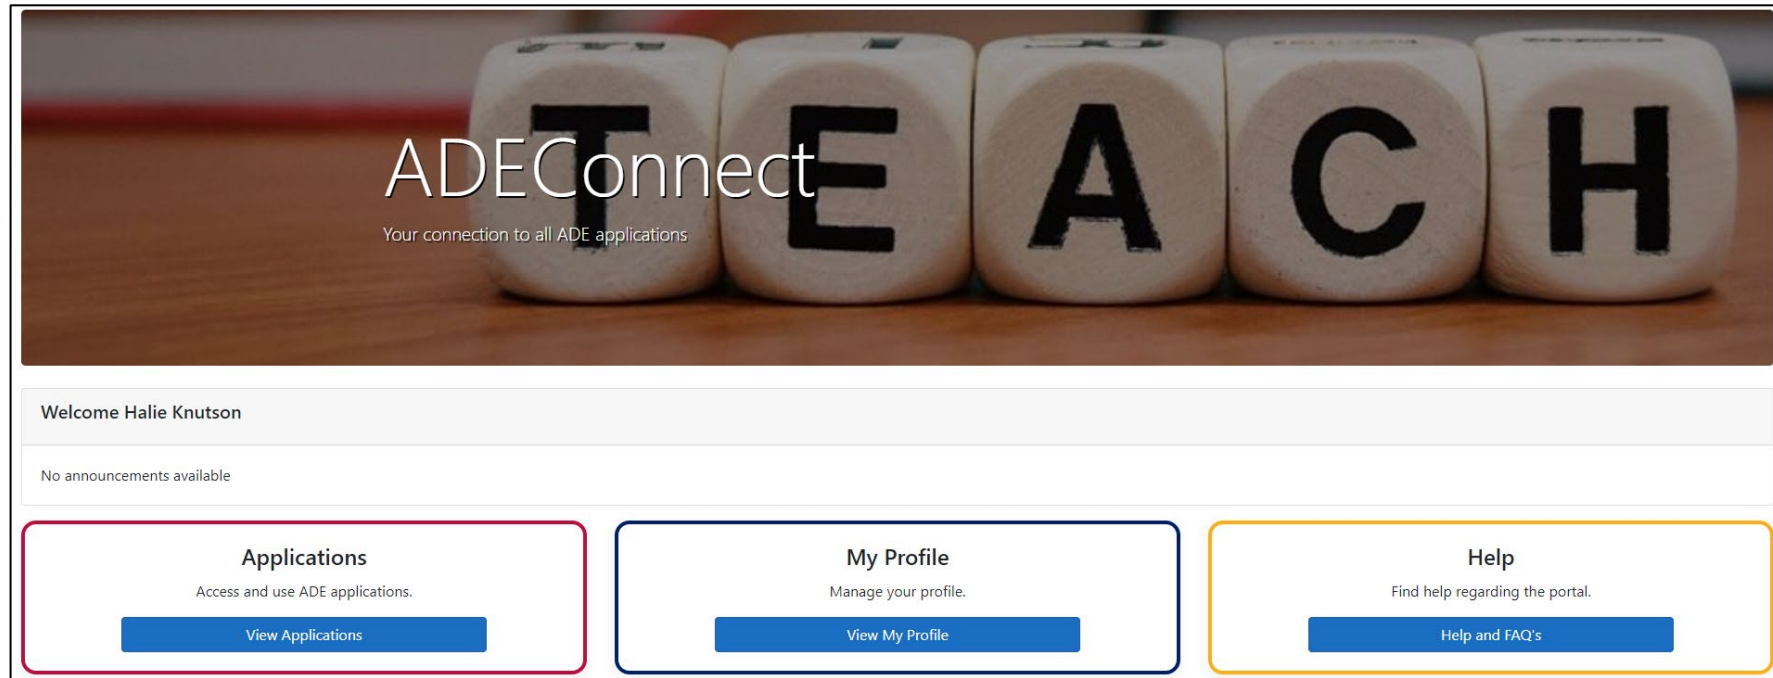 TEACH
ADEConnect
Your connection to all ADE applications
Welcome Halie Knutson
No announcements available
Applications
Access and use ADE applications.
View Applications
My Profile
Manage your profile.
View My Profile
Help
Find help regarding the portal.
Help and FAQ's